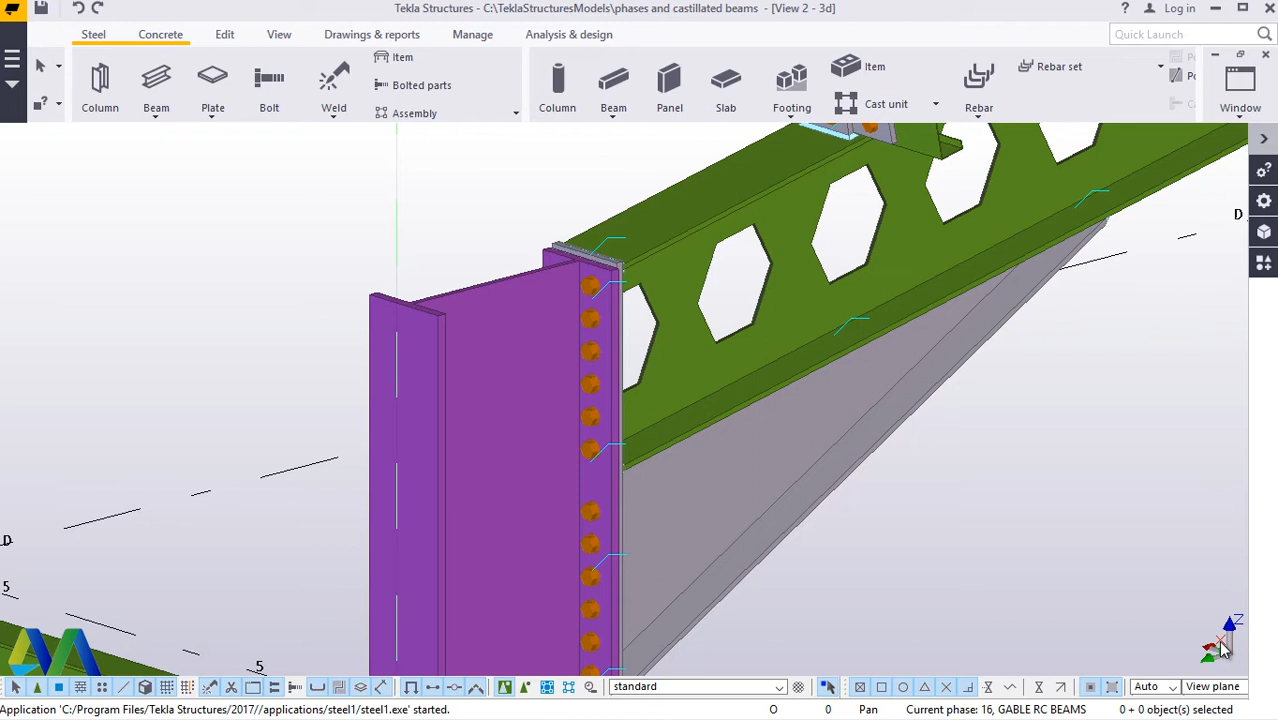 Tekla Structures - C:\TeklaStructuresModels\phases and castillated beams - [View 2 - 3d]
? Log in
Steel Concrete Edit View Drawings & reports Manage Analysis & design Quick Launch
Item
Item Rebar set
Bolted parts
Column Beam Plate Bolt Weld Column Beam Panel Slab Footing Cast unit Rebar Window
Assembly
D
D
5
5
Z
standard Auto View plane
Application 'C:/Program Files/Tekla Structures/2017//applications/steel1/steel1.exe' started. O 0 Pan Current phase: 16, GABLE RC BEAMS 0 + 0 object(s) selected